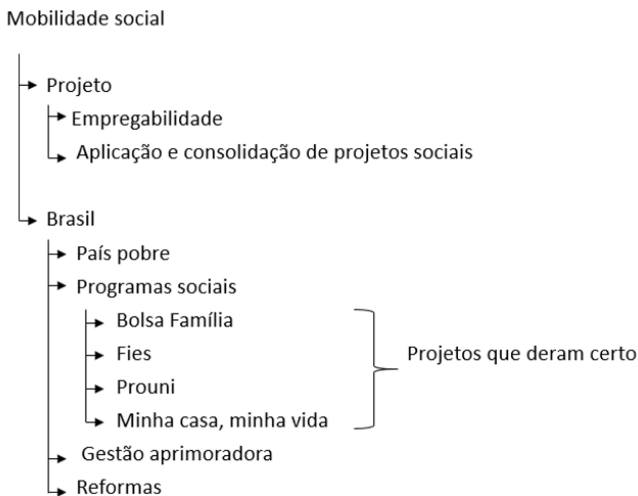 Mobilidade social
Projeto
Empregabilidade
Aplicação e consolidação de projetos sociais
Brasil
País pobre
Programas sociais
Bolsa Família
Fies
Prouni
Minha casa, minha vida
Projetos que deram certo
Gestão aprimoradora
Reformas